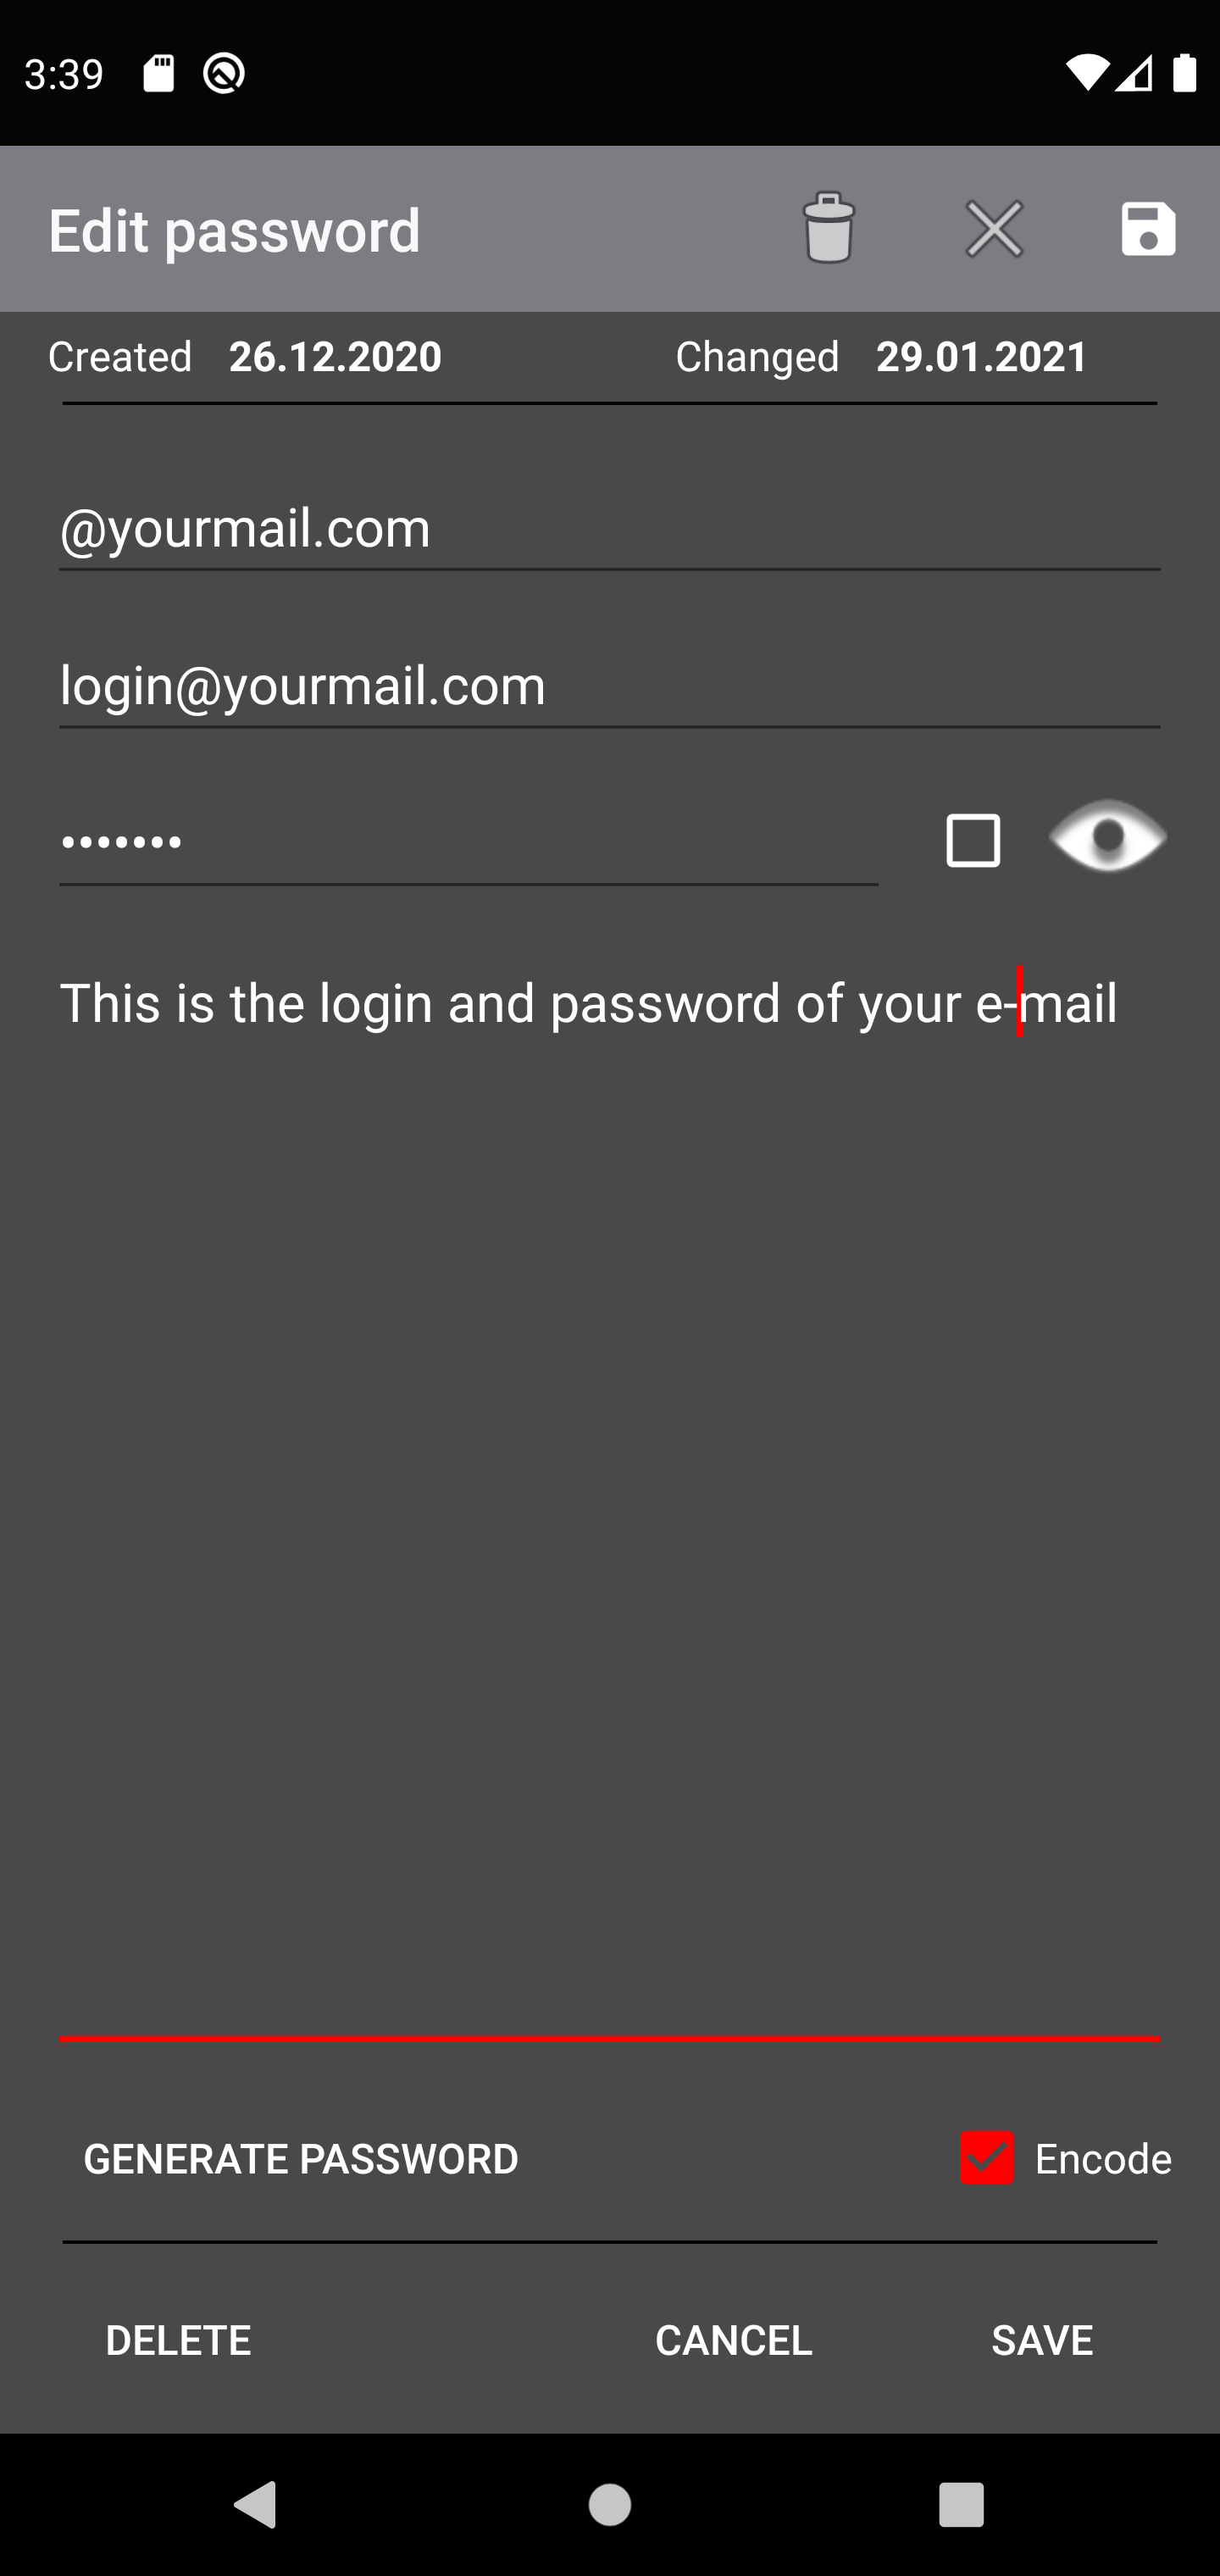 3:39
Edit password
Created 26.12.2020 Changed 29.01.2021
@yourmail.com
login@yourmail.com
•••••••
This is the login and password of your e-mail
GENERATE PASSWORD Encode
DELETE CANCEL SAVE